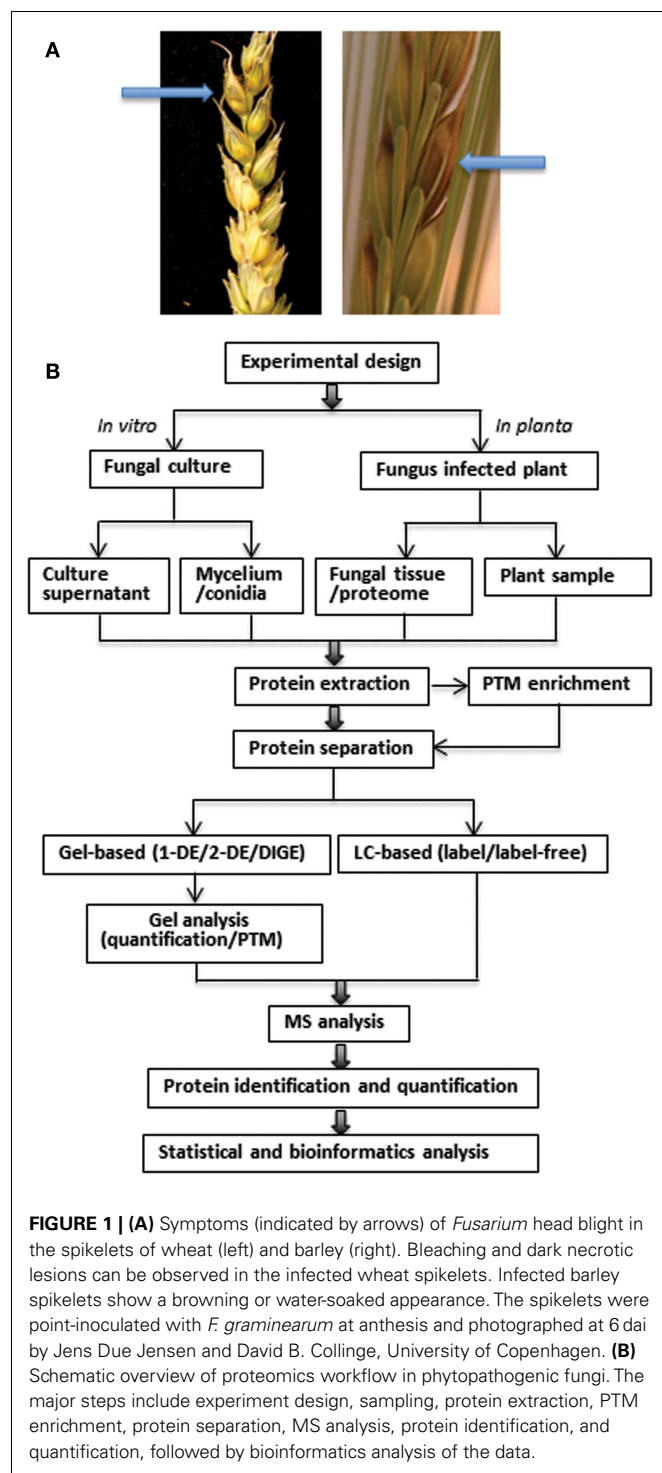 A
B
Experimental design
In vitro
In planta
Fungal culture
Fungus infected plant
Culture
supernatant
Mycelium
/conidia
Fungal tissue
/proteome
Plant sample
Protein extraction
PTM enrichment
Protein separation
Gel-based (1-DE/2-DE/DIGE)
LC-based (label/label-free)
Gel analysis
(quantification/PTM)
MS analysis
Protein identification and quantification
Statistical and bioinformatics analysis
FIGURE 1 | (A) Symptoms (indicated by arrows) of Fusarium head blight in
the spikelets of wheat (left) and barley (right). Bleaching and dark necrotic
lesions can be observed in the infected wheat spikelets. Infected barley
spikelets show a browning or water-soaked appearance. The spikelets were
point-inoculated with F. graminearum at anthesis and photographed at 6 dai
by Jens Due Jensen and David B. Collinge, University of Copenhagen. (B)
Schematic overview of proteomics workflow in phytopathogenic fungi. The
major steps include experiment design, sampling, protein extraction, PTM
enrichment, protein separation, MS analysis, protein identification, and
quantification, followed by bioinformatics analysis of the data.